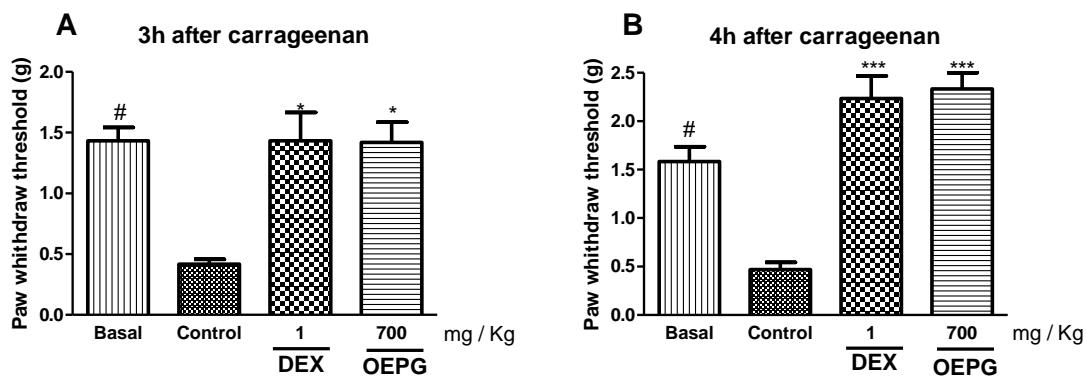 A
3h after carrageenan
Paw whithdraw threshold (g)
2.0
1.5
1.0
0.5
0.0
#
*
*
Basal Control 1 700 mg / Kg
DEX OEPG
B
4h after carrageenan
Paw whithdraw threshold (g)
2.5
2.0
1.5
1.0
0.5
0.0
#
***
***
Basal Control 1 700 mg / Kg
DEX OEPG